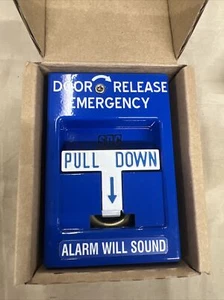 DOOR RELEASE
EMERGENCY
PULL DOWN
ALARM WILL SOUND